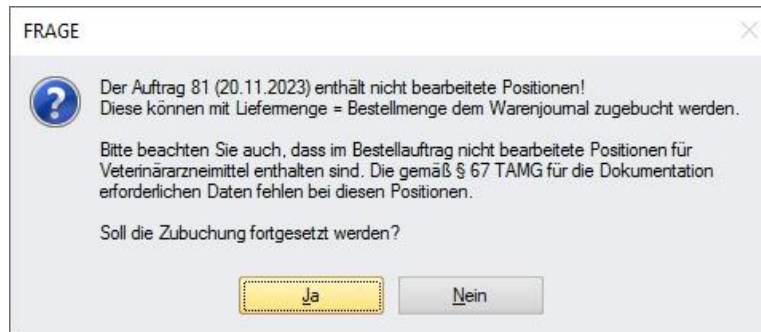 FRAGE
Der Auftrag 81 (20.11.2023) enthält nicht bearbeitete Positionen!
Diese können mit Liefermenge = Bestellmenge dem Warenjournal zugebucht werden.
Bitte beachten Sie auch, dass im Bestellauftrag nicht bearbeitete Positionen für
Veterinärarzneimittel enthalten sind. Die gemäß § 67 TAMG für die Dokumentation
erforderlichen Daten fehlen bei diesen Positionen.
Soll die Zubuchung fortgesetzt werden?
Ja
Nein